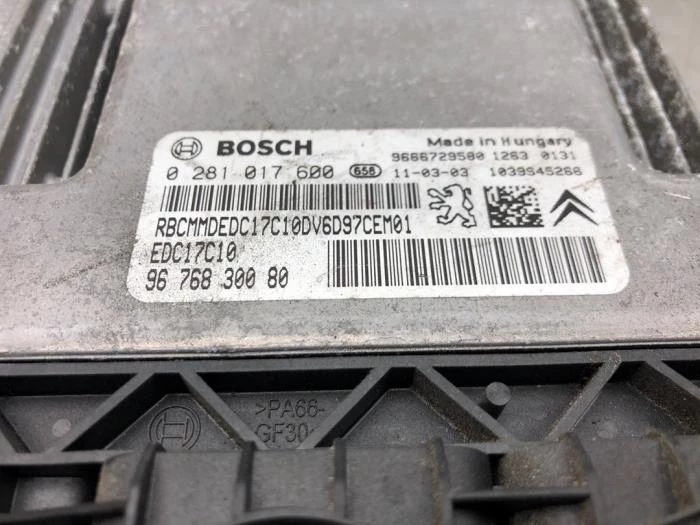 BOSCH
Made in Hungary
9666729580 1263 0131
0 281 017 600 658 11-03-03 1039S45268
RBCMMDEDC17C10DV6D97CEM01
EDC17C10
96 768 300 80
>PA66-
GF30